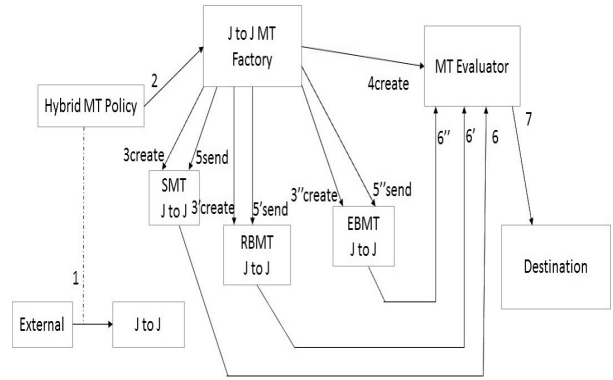 J to J MT
Factory
MT Evaluator
2
4create
Hybrid MT Policy
7
6''
6'
6
3create
5send
SMT
J to J
3'create
5'send
3''create
5''send
RBMT
J to J
EBMT
J to J
Destination
1
External
J to J